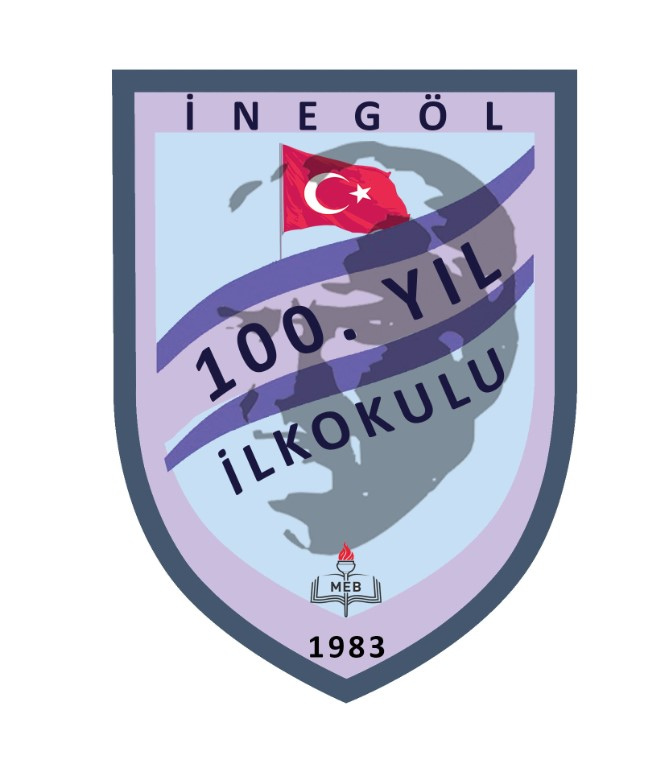 İNEGÖL
100. YIL
İLKOKULU
MEB
1983